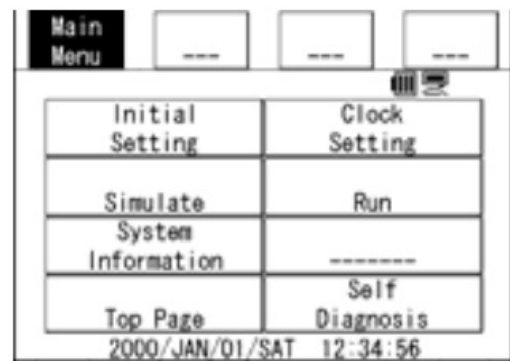 Main
Menu
--- --- ---
Initial
Setting
Clock
Setting
Simulate
Run
System
Information
-------
Top Page
Self
Diagnosis
2000/JAN/01/SAT 12:34:56